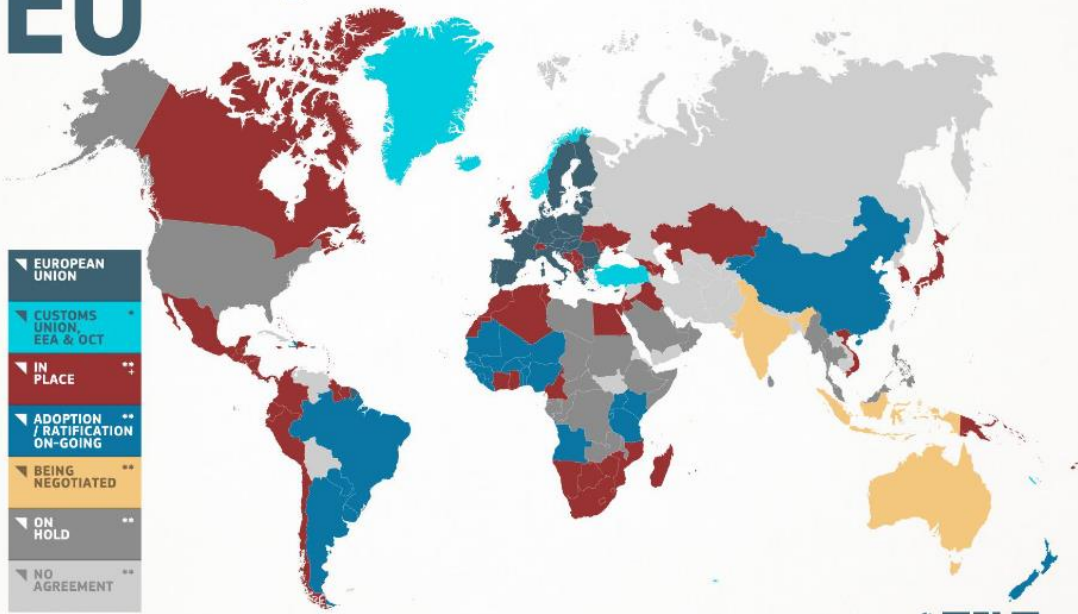 EU
EUROPEAN
UNION
CUSTOMS *
UNION,
EEA & OCT
IN **
PLACE +
ADOPTION **
/ RATIFICATION
ON-GOING
BEING **
NEGOTIATED
ON **
HOLD
NO **
AGREEMENT